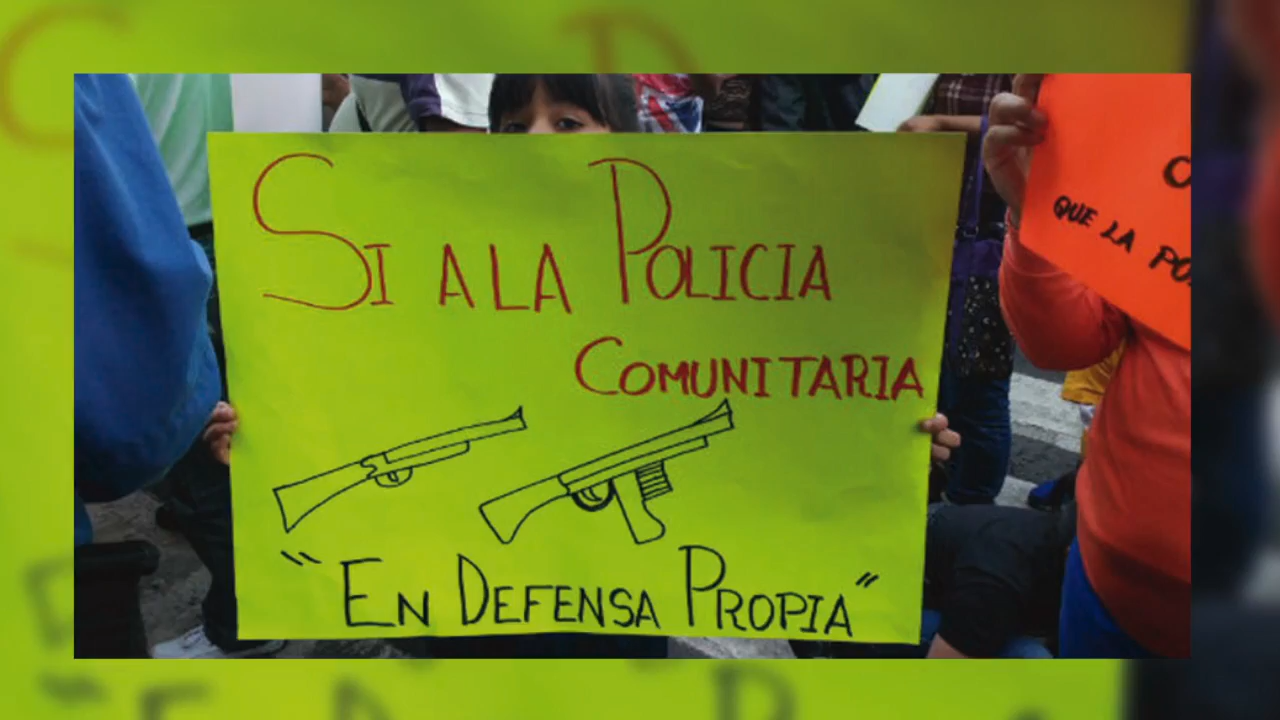 SI A LA POLICIA
COMUNITARIA
"EN DEFENSA PROPIA"
QUE LA